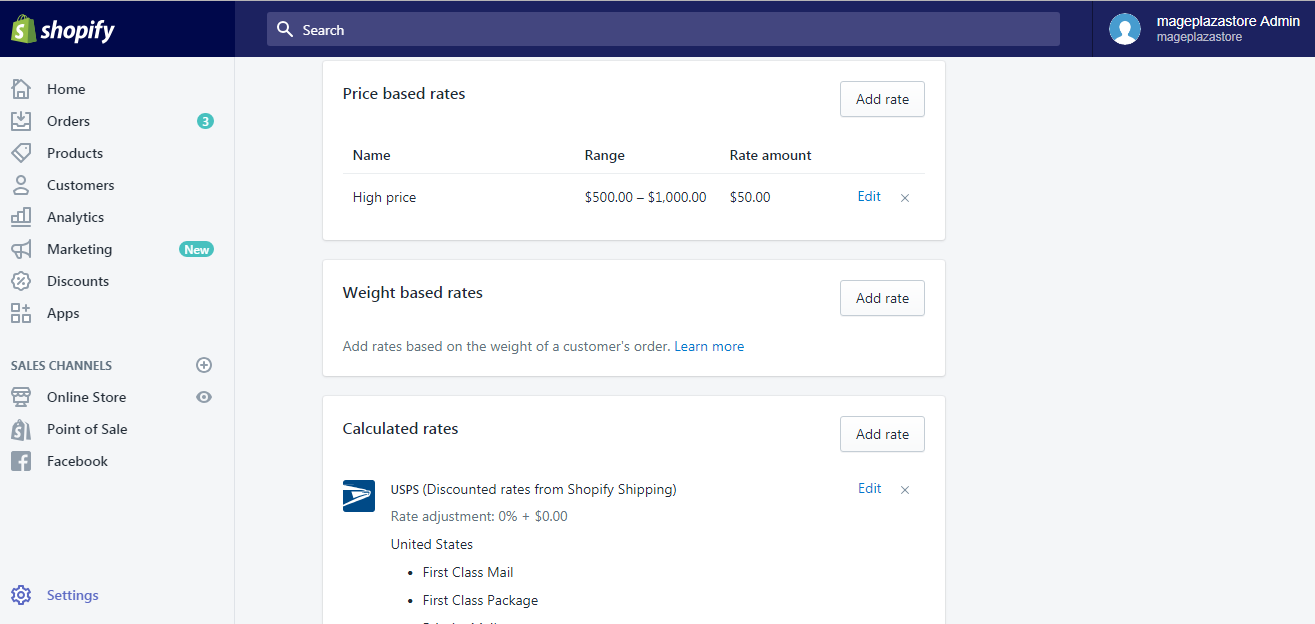 shopify
Search
mageplazastore Admin
mageplazastore
Home
Orders 3
Products
Customers
Analytics
Marketing New
Discounts
Apps
SALES CHANNELS
Online Store
Point of Sale
Facebook
Settings
Price based rates
Add rate
Name Range Rate amount
High price $500.00 – $1,000.00 $50.00 Edit ×
Weight based rates
Add rate
Add rates based on the weight of a customer's order. Learn more
Calculated rates
Add rate
USPS (Discounted rates from Shopify Shipping) Edit ×
Rate adjustment: 0% + $0.00
United States
• First Class Mail
• First Class Package